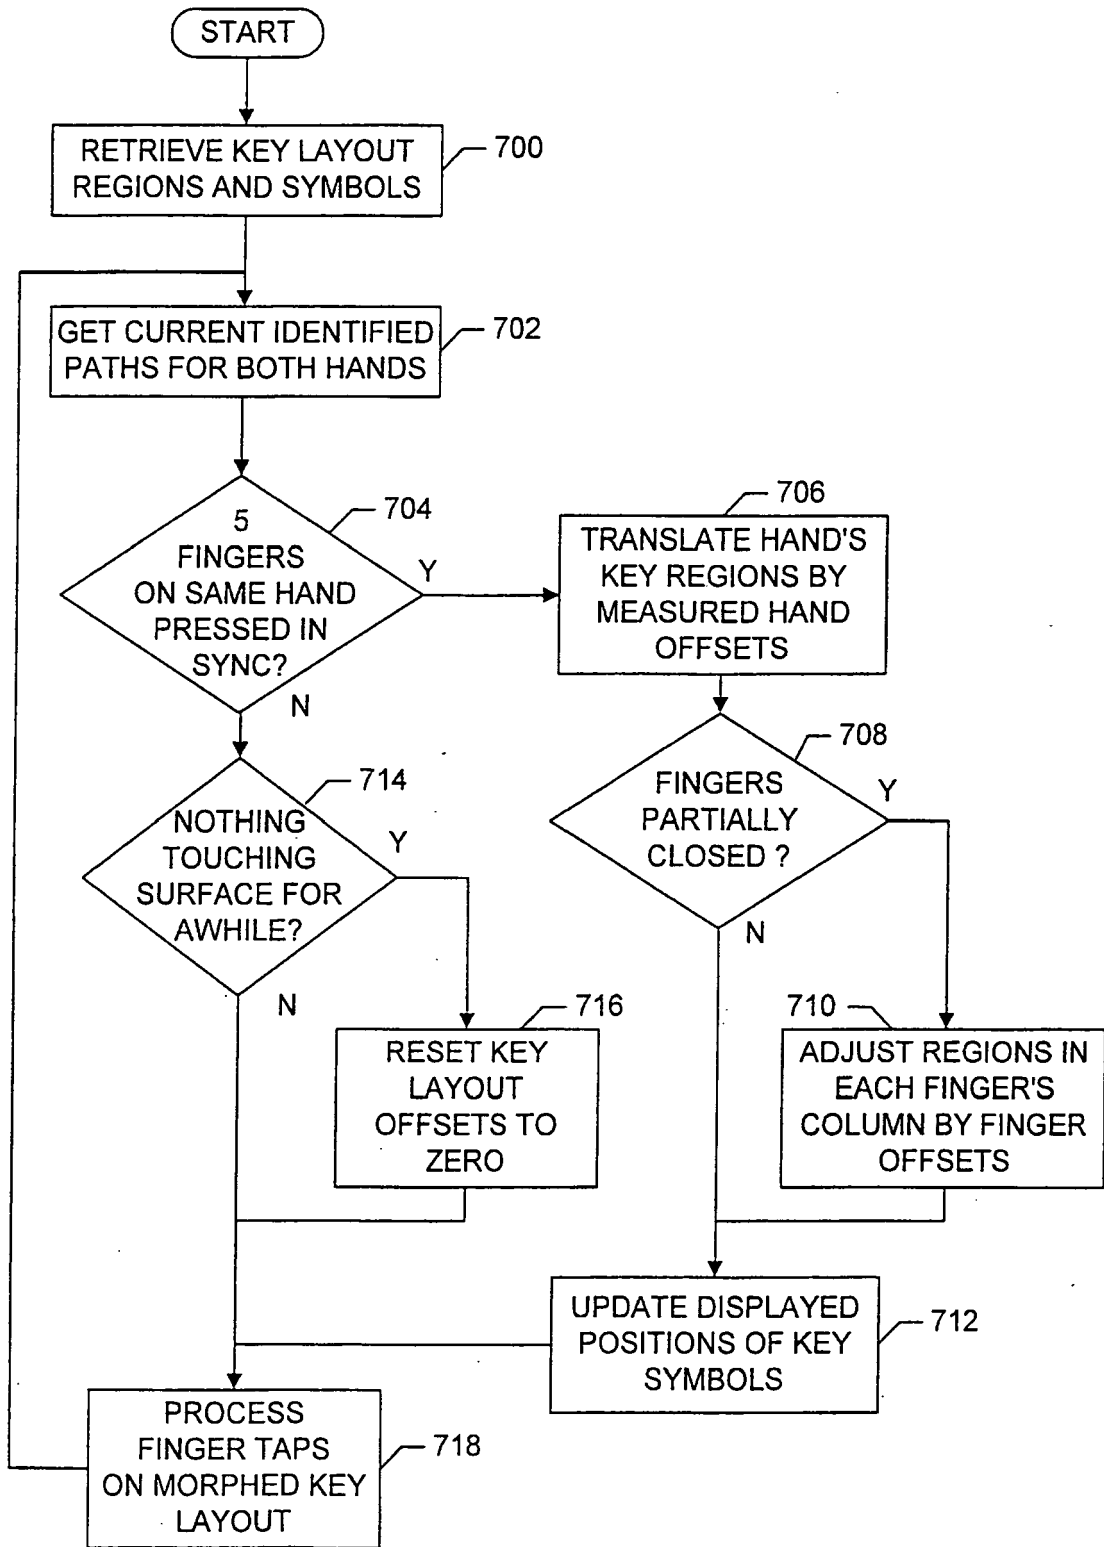 START
RETRIEVE KEY LAYOUT
REGIONS AND SYMBOLS
700
GET CURRENT IDENTIFIED
PATHS FOR BOTH HANDS
702
5
FINGERS
ON SAME HAND
PRESSED IN
SYNC?
704
Y
N
706
TRANSLATE HAND'S
KEY REGIONS BY
MEASURED HAND
OFFSETS
708
FINGERS
PARTIALLY
CLOSED ?
Y
N
714
NOTHING
TOUCHING
SURFACE FOR
AWHILE?
Y
N
716
RESET KEY
LAYOUT
OFFSETS TO
ZERO
710
ADJUST REGIONS IN
EACH FINGER'S
COLUMN BY FINGER
OFFSETS
UPDATE DISPLAYED
POSITIONS OF KEY
SYMBOLS
712
PROCESS
FINGER TAPS
ON MORPHED KEY
LAYOUT
718